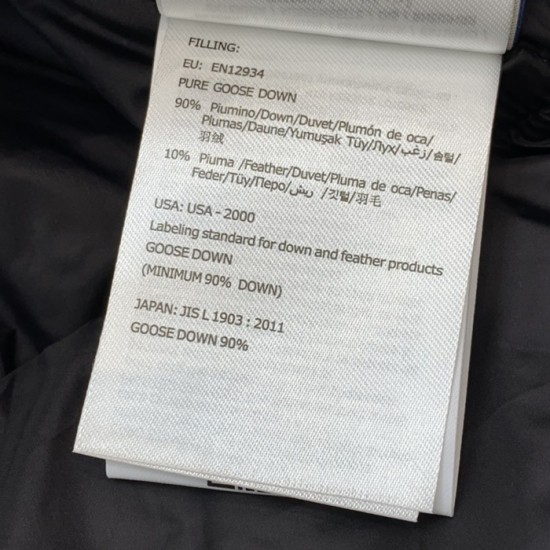 FILLING:
EU: EN12934
PURE GOOSE DOWN
90% Piumino/Down/Duvet/Plumón de oca/
Plumas/Daune/Yumuşak Tüy/Лух/زغب/솜털/
羽绒
10% Piuma /Feather/Duvet/Pluma de oca/Penas/
Feder/Tüy/Перо/ريش /깃털/羽毛
USA: USA - 2000
Labeling standard for down and feather products
GOOSE DOWN
(MINIMUM 90% DOWN)
JAPAN: JIS L 1903 : 2011
GOOSE DOWN 90%